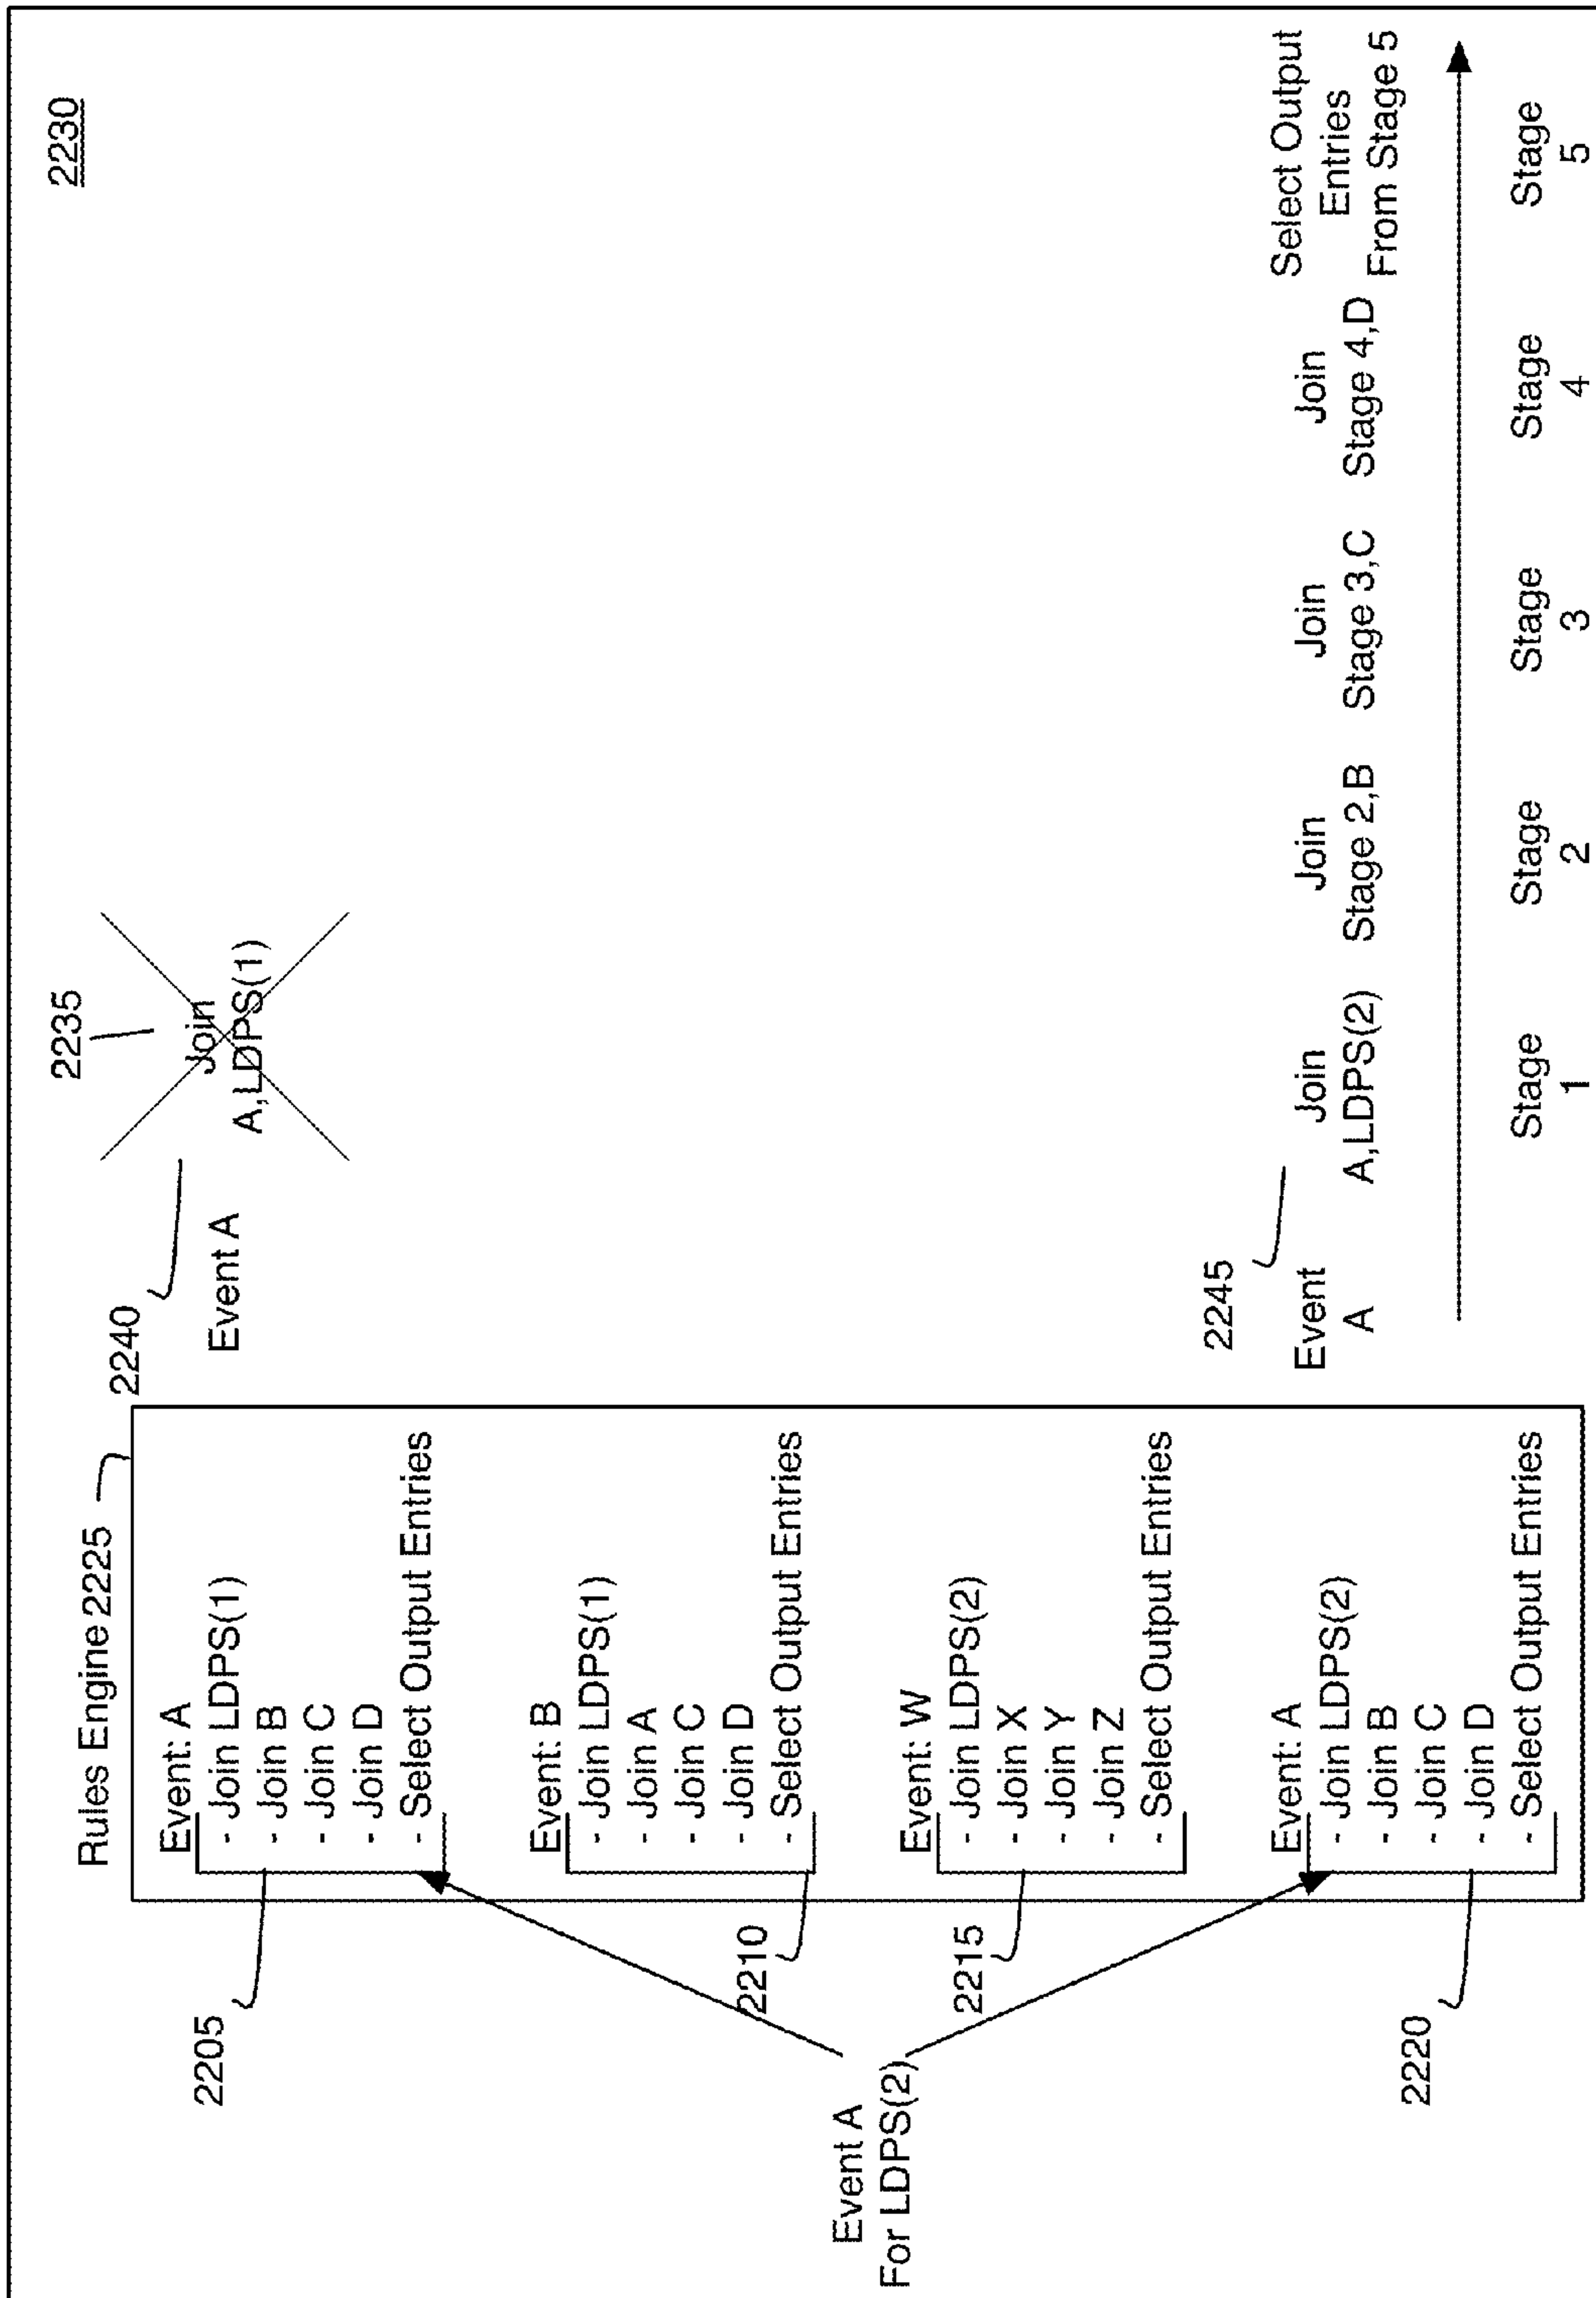 2230
Rules Engine 2225
Event: A
- Join LDPS(1)
- Join B
- Join C
- Join D
- Select Output Entries
Event: B
- Join LDPS(1)
- Join A
- Join C
- Join D
- Select Output Entries
Event: W
- Join LDPS(2)
- Join X
- Join Y
- Join Z
- Select Output Entries
Event: A
- Join LDPS(2)
- Join B
- Join C
- Join D
- Select Output Entries
2205
2210
2215
2220
Event A
For LDPS(2)
2240
2235
Event A
Join
A,LDPS(1)
2245
Event
A
Join
A,LDPS(2)
Join
Stage 2,B
Join
Stage 3,C
Join
Stage 4,D
Select Output
Entries
From Stage 5
Stage
1
Stage
2
Stage
3
Stage
4
Stage
5